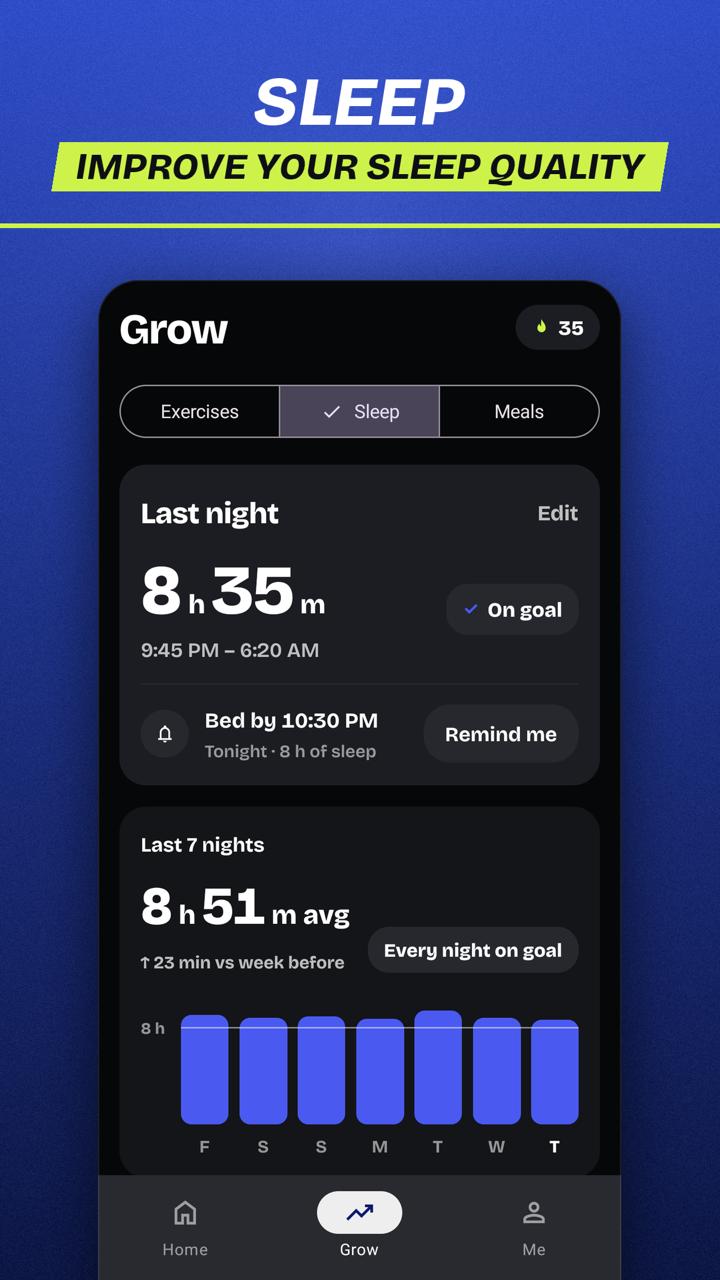 SLEEP
IMPROVE YOUR SLEEP QUALITY
Grow
35
Exercises
Sleep
Meals
Last night
Edit
8 h 35 m
On goal
9:45 PM – 6:20 AM
Bed by 10:30 PM
Tonight · 8 h of sleep
Remind me
Last 7 nights
8 h 51 m avg
↑ 23 min vs week before
Every night on goal
8 h
F S S M T W T
Home
Grow
Me